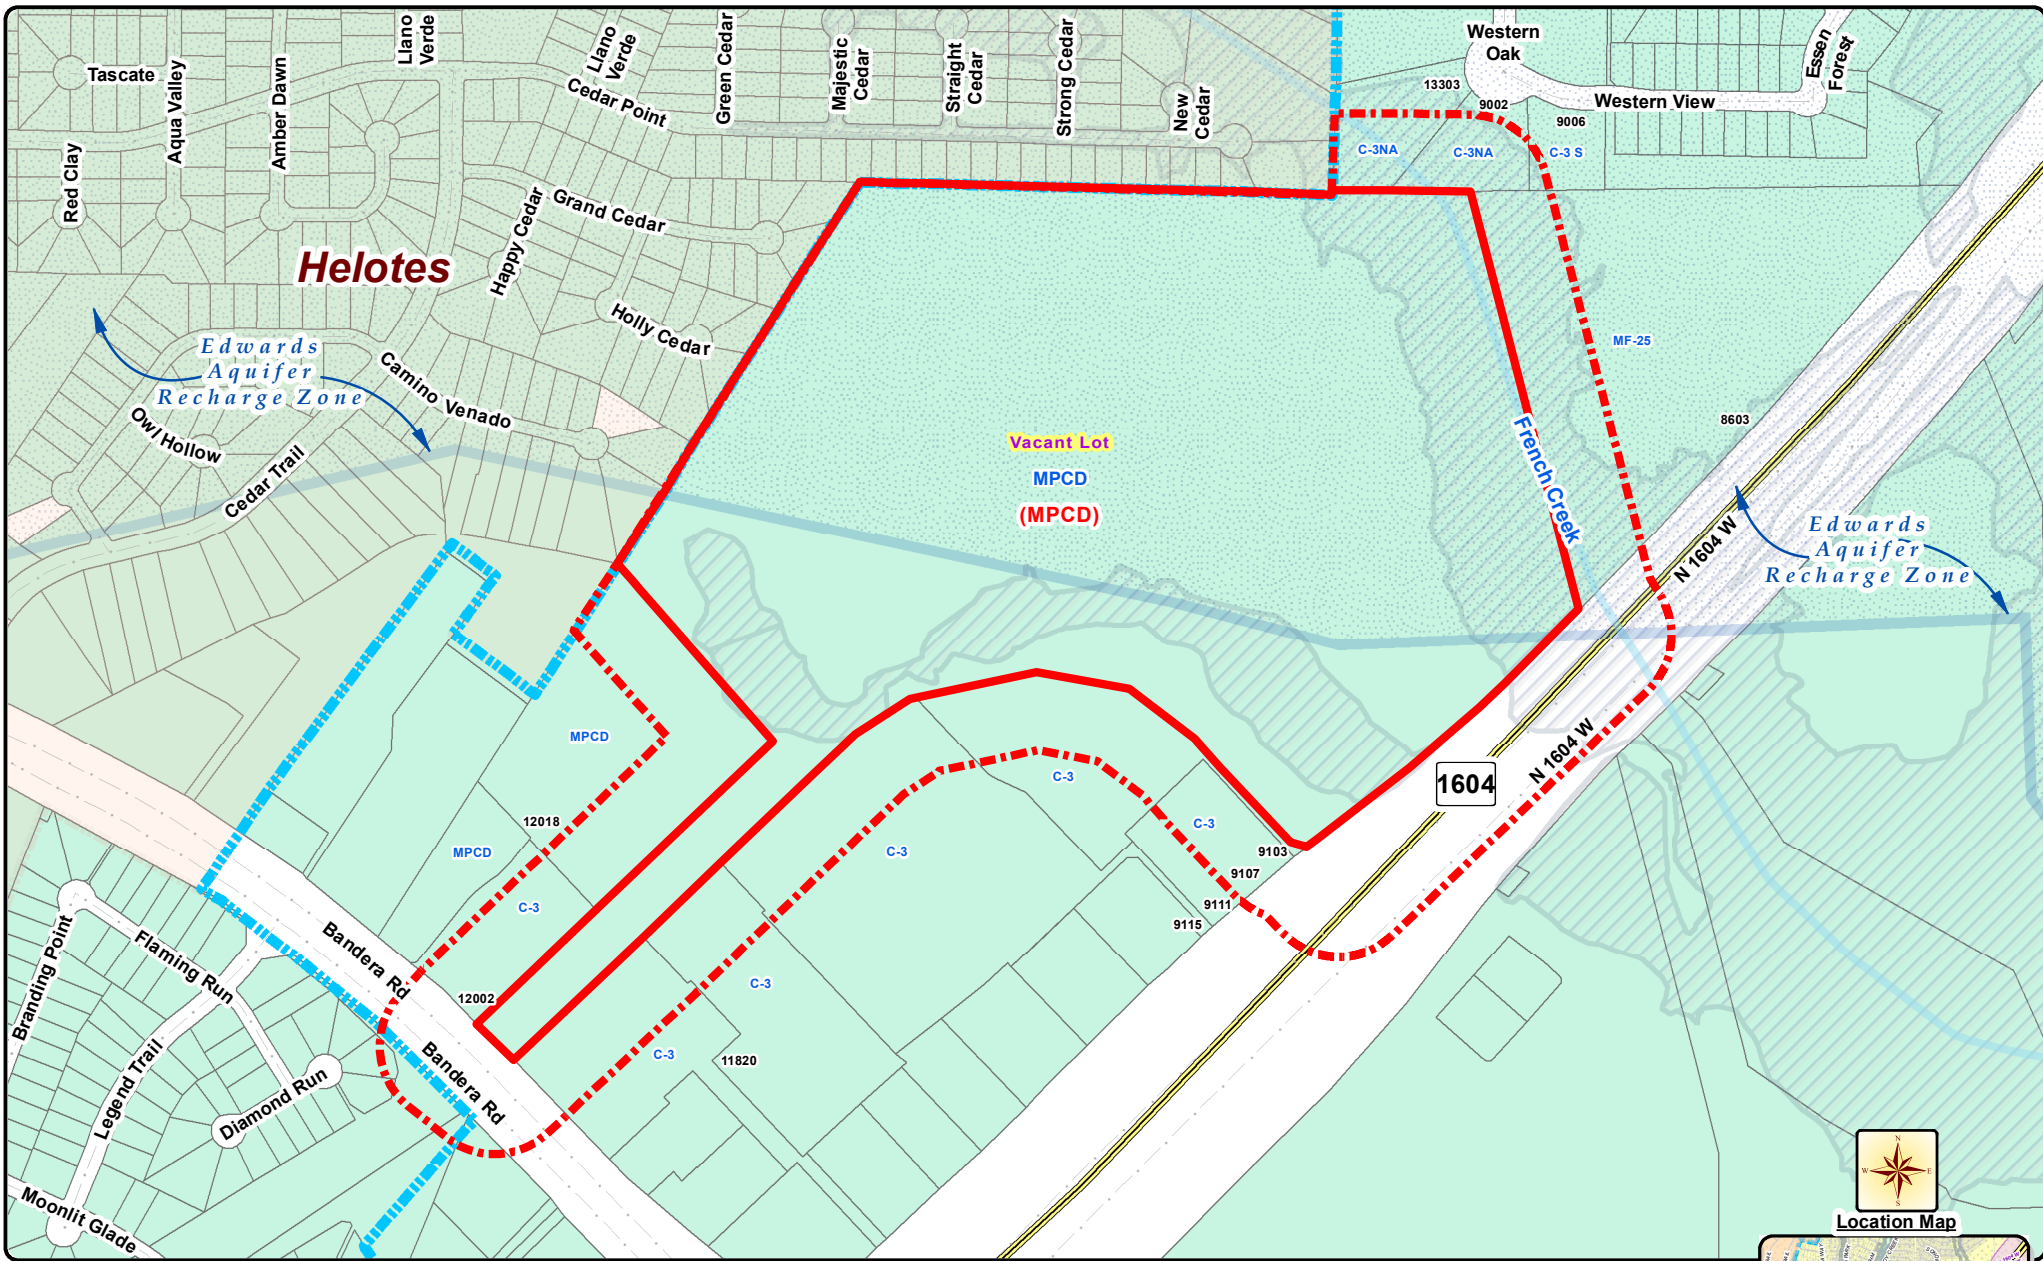 Llano
Verde
Llano
Verde
Green Cedar
Majestic
Cedar
Straight
Cedar
Strong Cedar
New
Cedar
Western
Oak
Essen
Forest
Tascate
Aqua Valley
Amber Dawn
Cedar Point
13303
9002
Western View
9006
Red Clay
C-3NA
C-3NA
C-3 S
Happy Cedar
Grand Cedar
Helotes
Holly Cedar
MF-25
Edwards
Aquifer
Recharge Zone
Camino Venado
Owl Hollow
Cedar Trail
8603
Vacant Lot
MPCD
(MPCD)
French Creek
N 1604 W
Edwards
Aquifer
Recharge Zone
MPCD
C-3
N 1604 W
1604
12018
C-3
MPCD
C-3
9103
9107
C-3
9111
9115
Bandera Rd
Branding Point
Flaming Run
12002
C-3
Bandera Rd
C-3
11820
Legend Trail
Diamond Run
Moonlit Glade
N
W
E
S
Location Map